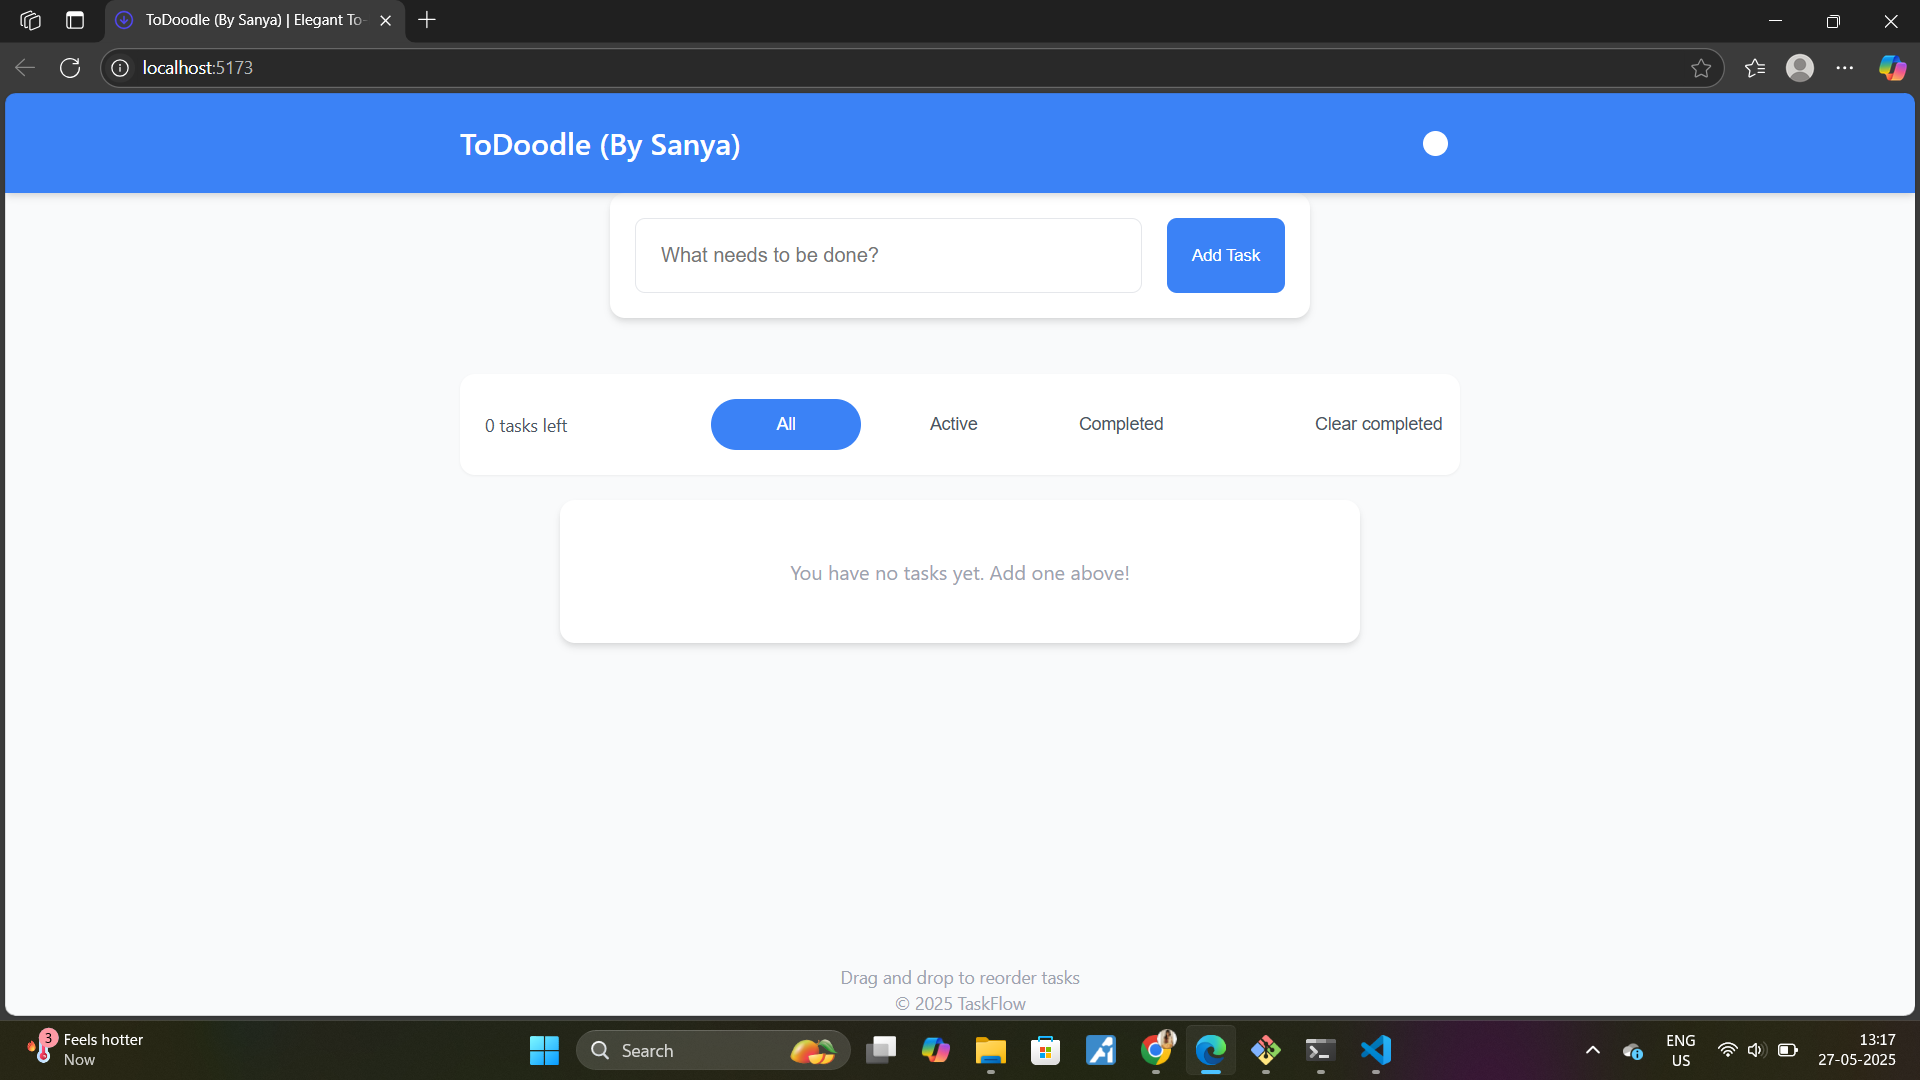 ToDoodle (By Sanya) | Elegant To-
localhost:5173
ToDoodle (By Sanya)
What needs to be done?
Add Task
0 tasks left
All
Active
Completed
Clear completed
You have no tasks yet. Add one above!
Drag and drop to reorder tasks
© 2025 TaskFlow
3
Feels hotter
Now
Search
ENG
US
13:17
27-05-2025